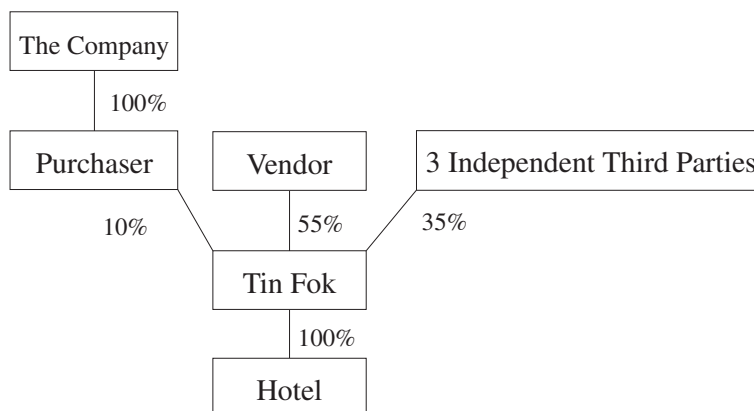 The Company
100%
Purchaser
Vendor
3 Independent Third Parties
10%
55%
35%
Tin Fok
100%
Hotel